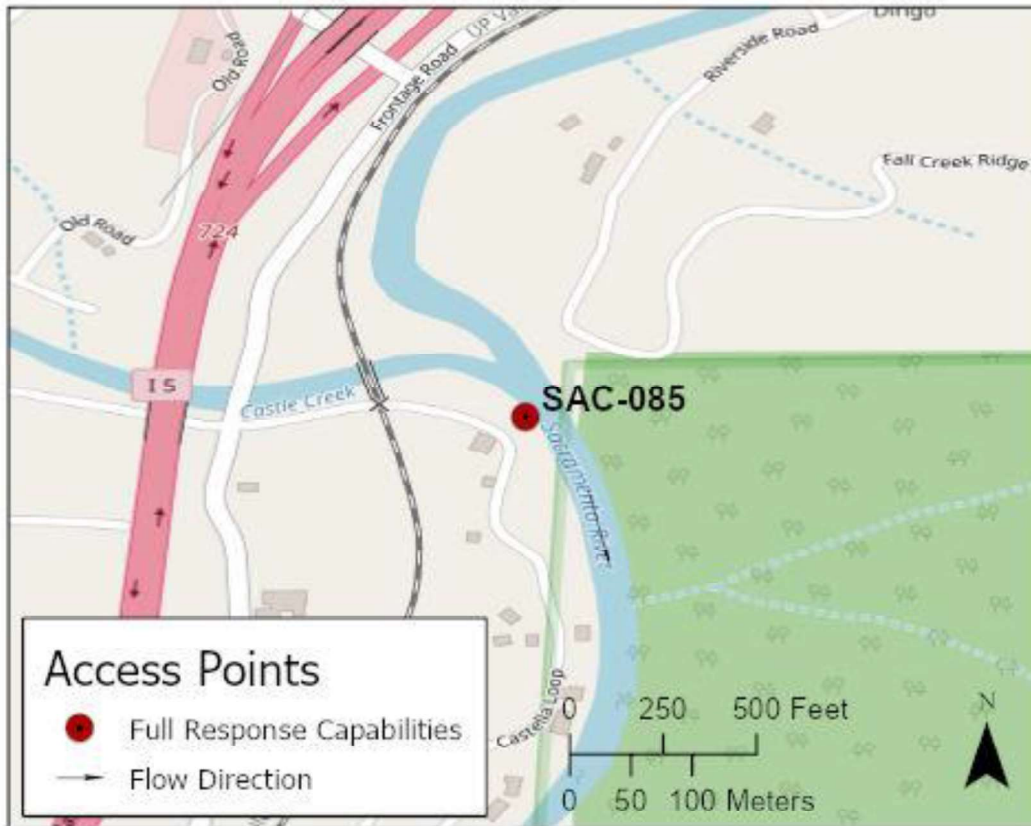 Dirigo
Riverside Road
Old Road
Frontage Road
Fall Creek Ridge
Old Road
724
I 5
Castle Creek
SAC-085
Sacramento River
Castella Loop
Access Points
Full Response Capabilities
Flow Direction
0 250 500 Feet
0 50 100 Meters
N